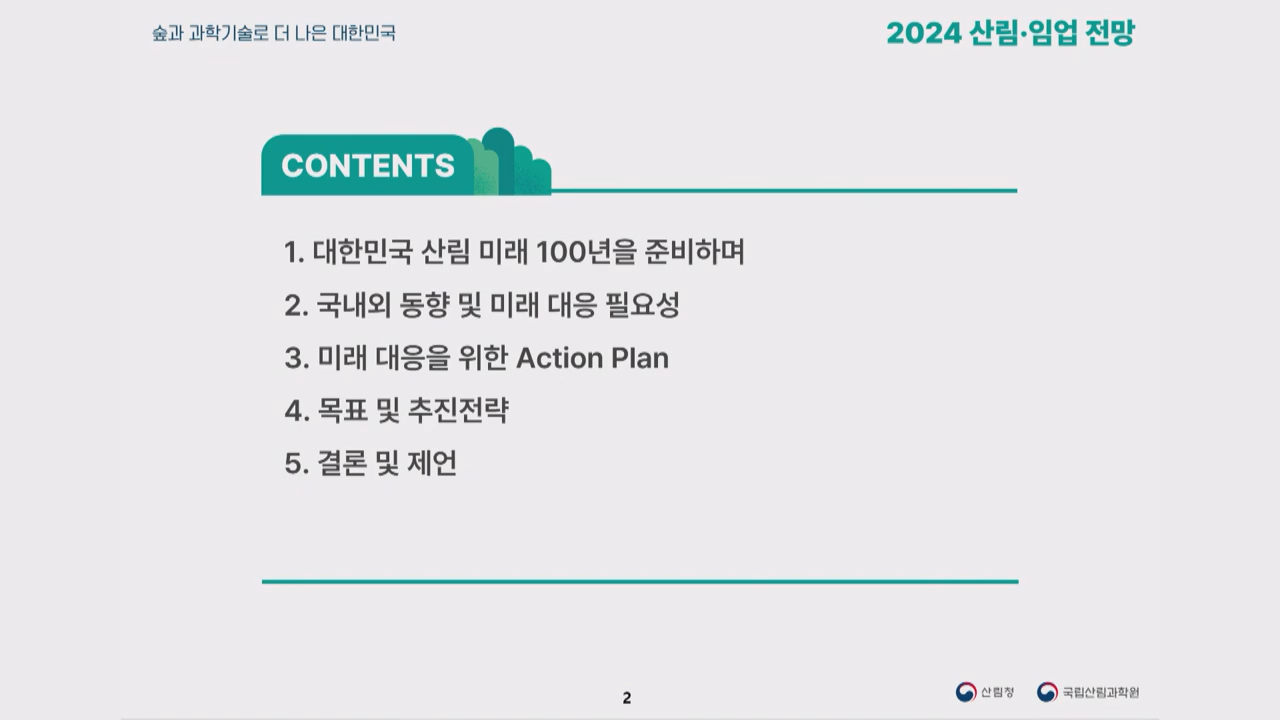 숲과 과학기술로 더 나은 대한민국
2024 산림·임업 전망
CONTENTS
1. 대한민국 산림 미래 100년을 준비하며
2. 국내외 동향 및 미래 대응 필요성
3. 미래 대응을 위한 Action Plan
4. 목표 및 추진전략
5. 결론 및 제언
2
산림청
국립산림과학원